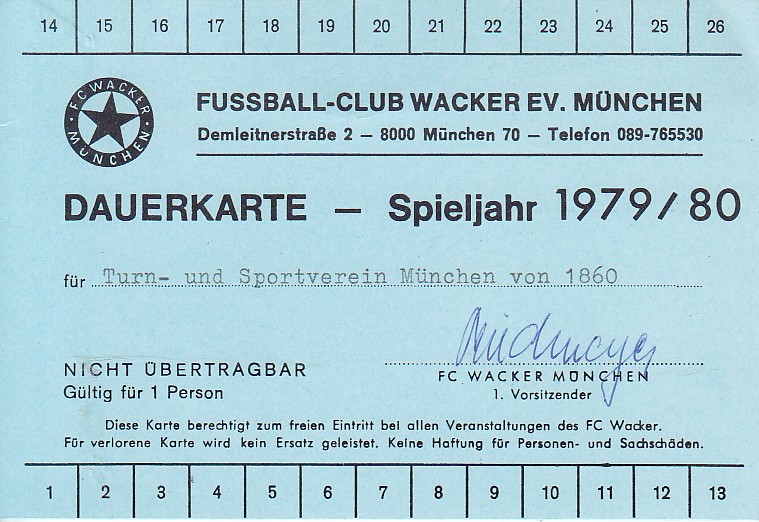 14 15 16 17 18 19 20 21 22 23 24 25 26
FC WACKER
MÜNCHEN
FUSSBALL-CLUB WACKER EV. MÜNCHEN
Demleitnerstraße 2 – 8000 München 70 – Telefon 089-765530
DAUERKARTE – Spieljahr 1979/80
für Turn- und Sportverein München von 1860
NICHT ÜBERTRAGBAR
Gültig für 1 Person
FC WACKER MÜNCHEN
1. Vorsitzender
Diese Karte berechtigt zum freien Eintritt bei allen Veranstaltungen des FC Wacker.
Für verlorene Karte wird kein Ersatz geleistet. Keine Haftung für Personen- und Sachschäden.
1 2 3 4 5 6 7 8 9 10 11 12 13